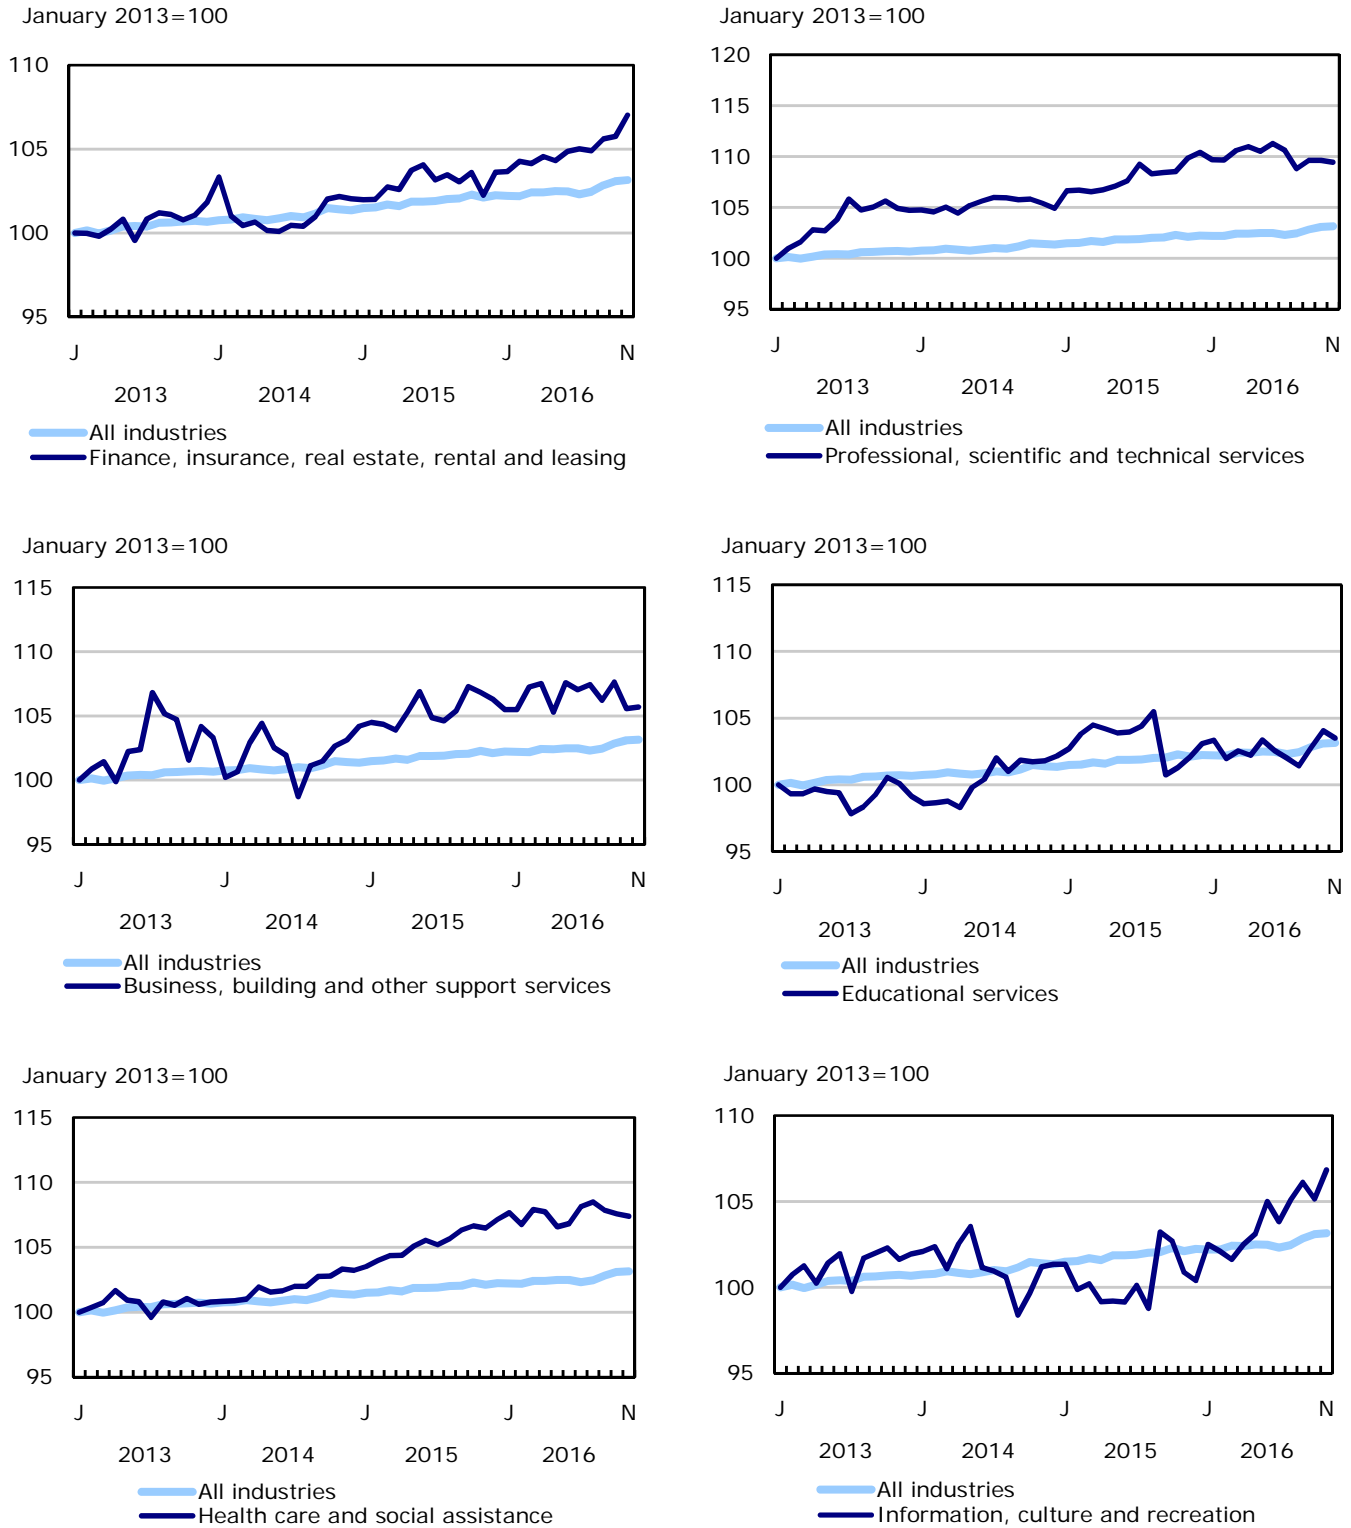 January 2013=100
110
105
100
95
J J J N
2013 2014 2015 2016
All industries
Finance, insurance, real estate, rental and leasing
January 2013=100
120
115
110
105
100
95
J J J J N
2013 2014 2015 2016
All industries
Professional, scientific and technical services
January 2013=100
115
110
105
100
95
J J J J N
2013 2014 2015 2016
All industries
Business, building and other support services
January 2013=100
115
110
105
100
95
J J J J N
2013 2014 2015 2016
All industries
Educational services
January 2013=100
115
110
105
100
95
J J J J N
2013 2014 2015 2016
All industries
Health care and social assistance
January 2013=100
110
105
100
95
J J J J N
2013 2014 2015 2016
All industries
Information, culture and recreation